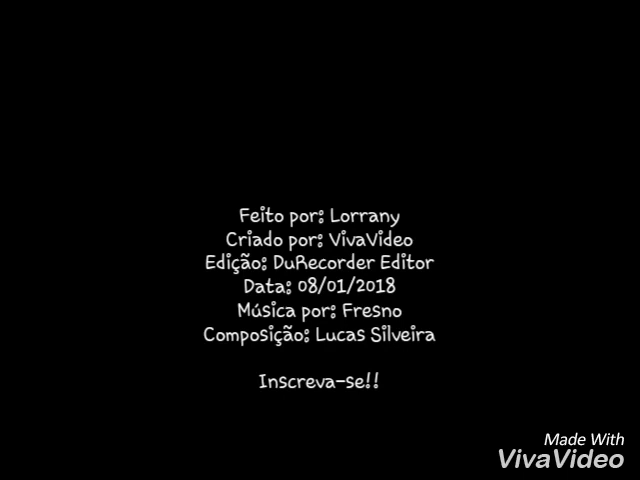 Feito por: Lorrany
Criado por: VivaVideo
Edição: DuRecorder Editor
Data: 08/01/2018
Música por: Fresno
Composição: Lucas Silveira
Inscreva-se!!
Made With
VivaVideo